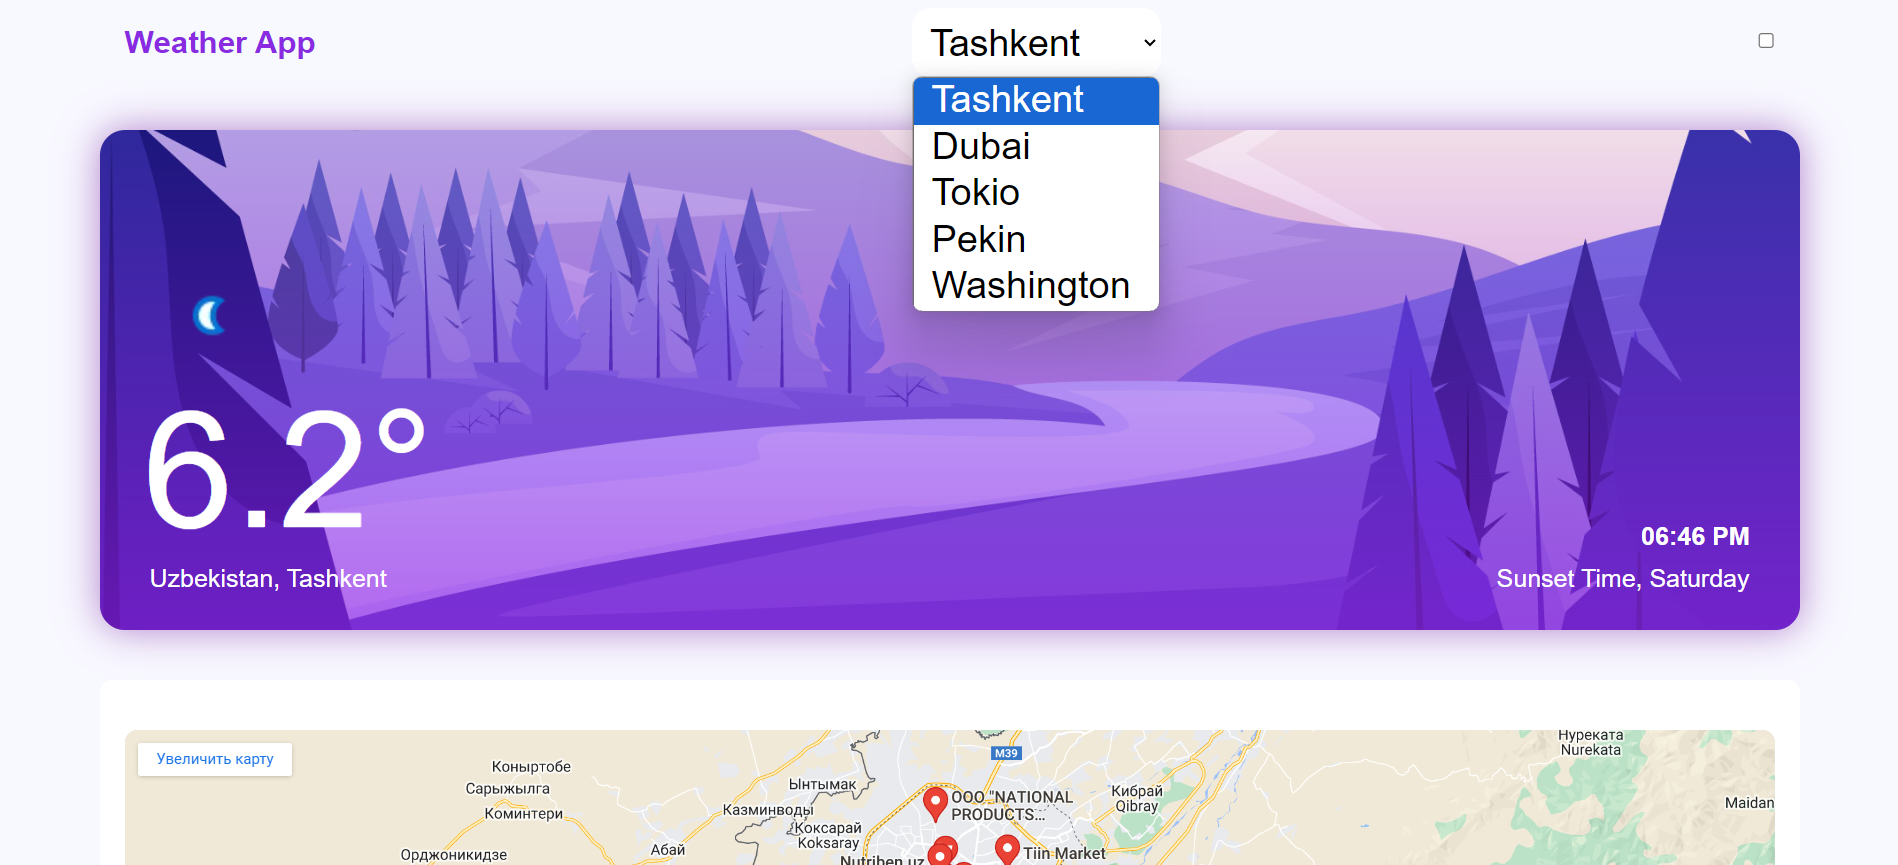 Weather App
Tashkent
Tashkent
Dubai
Tokio
Pekin
Washington
6.2°
Uzbekistan, Tashkent
06:46 PM
Sunset Time, Saturday
Увеличить карту
M39
Нуреката
Nurekata
Коныртобе
Сарыжылга
Коминтери
Ынтымак
Казминводы
Коксарай
Koksaray
ООО "NATIONAL
PRODUCTS...
Кибрай
Qibray
Maidan
Орджоникидзе
Абай
Nutriben uz
Tiin Market